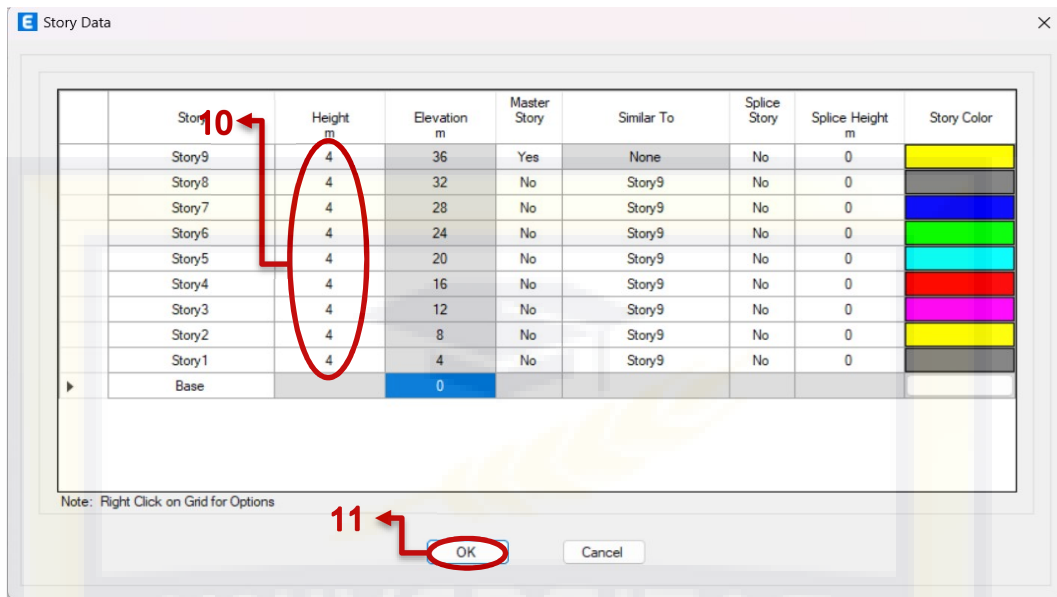 E Story Data
Story Height m Elevation m Master Story Similar To Splice Story Splice Height m Story Color
10
Story9 4 36 Yes None No 0
Story8 4 32 No Story9 No 0
Story7 4 28 No Story9 No 0
Story6 4 24 No Story9 No 0
Story5 4 20 No Story9 No 0
Story4 4 16 No Story9 No 0
Story3 4 12 No Story9 No 0
Story2 4 8 No Story9 No 0
Story1 4 4 No Story9 No 0
Base 0
Note: Right Click on Grid for Options
11
OK Cancel